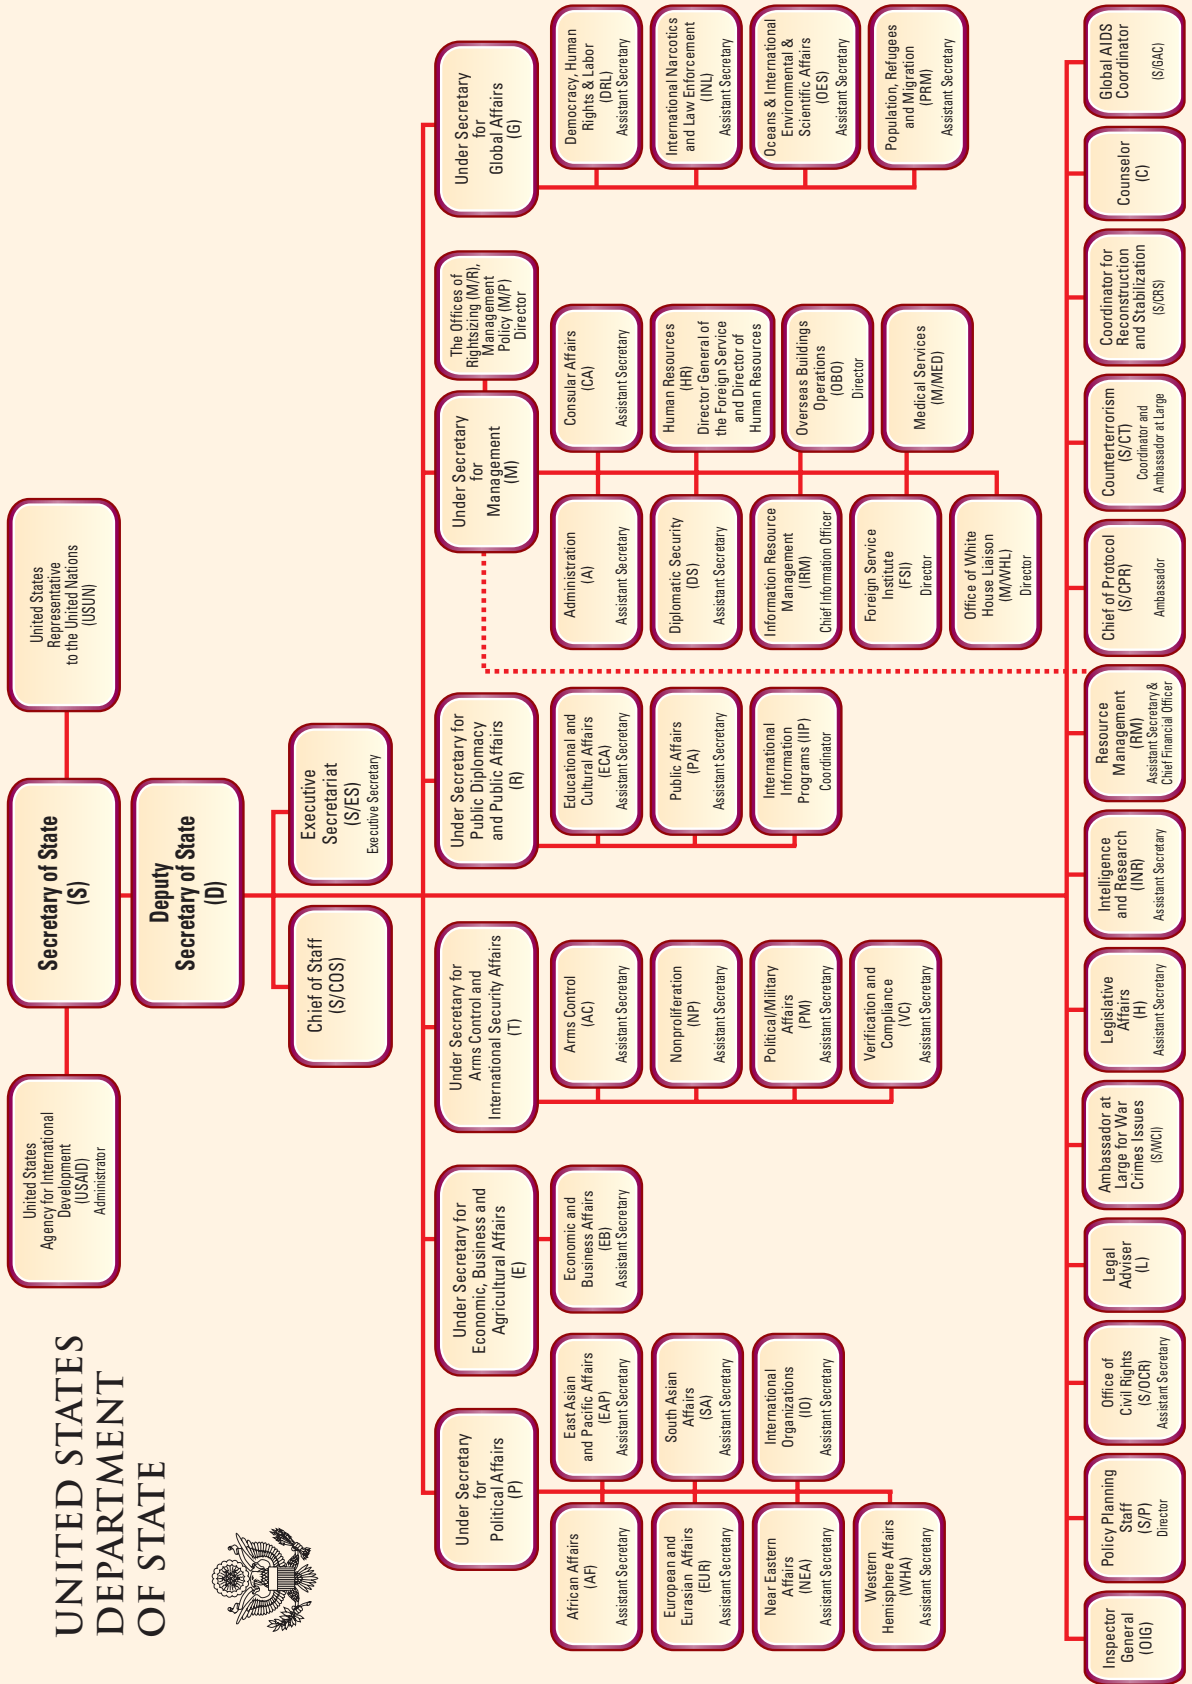 UNITED STATES
DEPARTMENT
OF STATE
United States
Agency for International
Development
(USAID)
Administrator
Secretary of State
(S)
United States
Representative
to the United Nations
(USUN)
Deputy
Secretary of State
(D)
Chief of Staff
(S/COS)
Executive
Secretariat
(S/ES)
Executive Secretary
Under Secretary
for
Political Affairs
(P)
African Affairs
(AF)
Assistant Secretary
East Asian
and Pacific Affairs
(EAP)
Assistant Secretary
European and
Eurasian Affairs
(EUR)
Assistant Secretary
South Asian
Affairs
(SA)
Assistant Secretary
Near Eastern
Affairs
(NEA)
Assistant Secretary
International
Organizations
(IO)
Assistant Secretary
Western
Hemisphere Affairs
(WHA)
Assistant Secretary
Under Secretary for
Economic, Business and
Agricultural Affairs
(E)
Economic and
Business Affairs
(EB)
Assistant Secretary
Under Secretary for
Arms Control and
International Security Affairs
(T)
Arms Control
(AC)
Assistant Secretary
Nonproliferation
(NP)
Assistant Secretary
Political/Military
Affairs
(PM)
Assistant Secretary
Verification and
Compliance
(VC)
Assistant Secretary
Under Secretary for
Public Diplomacy
and Public Affairs
(R)
Educational and
Cultural Affairs
(ECA)
Assistant Secretary
Public Affairs
(PA)
Assistant Secretary
International
Information
Programs (IIP)
Coordinator
Under Secretary
for
Management
(M)
The Offices of
Rightsizing (M/R),
Management
Policy (M/P)
Director
Administration
(A)
Assistant Secretary
Consular Affairs
(CA)
Assistant Secretary
Diplomatic Security
(DS)
Assistant Secretary
Human Resources
(HR)
Director General of
the Foreign Service
and Director of
Human Resources
Information Resource
Management
(IRM)
Chief Information Officer
Overseas Buildings
Operations
(OBO)
Director
Foreign Service
Institute
(FSI)
Director
Medical Services
(M/MED)
Office of White
House Liaison
(M/WHL)
Director
Under Secretary
for
Global Affairs
(G)
Democracy, Human
Rights & Labor
(DRL)
Assistant Secretary
International Narcotics
and Law Enforcement
(INL)
Assistant Secretary
Oceans & International
Environmental &
Scientific Affairs
(OES)
Assistant Secretary
Population, Refugees
and Migration
(PRM)
Assistant Secretary
Inspector
General
(OIG)
Policy Planning
Staff
(S/P)
Director
Office of
Civil Rights
(S/OCR)
Assistant Secretary
Legal
Adviser
(L)
Ambassador at
Large for War
Crimes Issues
(S/WCI)
Legislative
Affairs
(H)
Assistant Secretary
Intelligence
and Research
(INR)
Assistant Secretary
Resource
Management
(RM)
Assistant Secretary &
Chief Financial Officer
Chief of Protocol
(S/CPR)
Ambassador
Counterterrorism
(S/CT)
Coordinator and
Ambassador at Large
Coordinator for
Reconstruction
and Stabilization
(S/CRS)
Counselor
(C)
Global AIDS
Coordinator
(S/GAC)